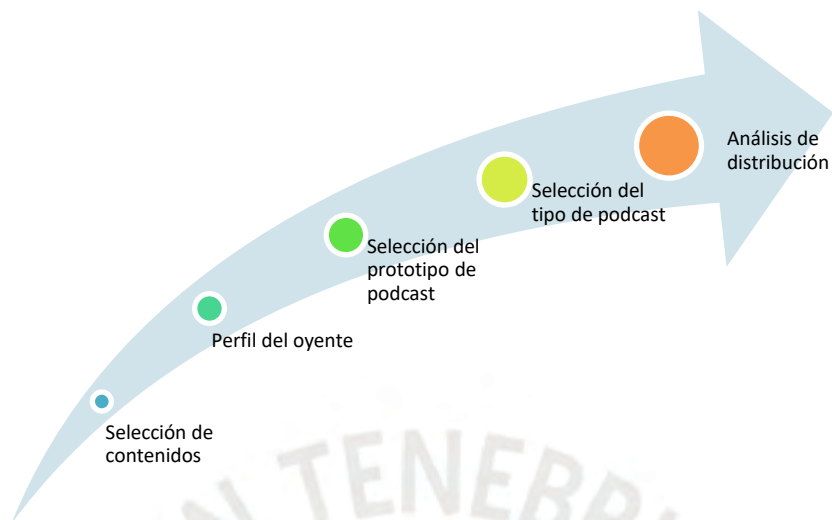 Análisis de
distribución
Selección del
tipo de podcast
Selección del
prototipo de
podcast
Perfil del oyente
Selección de
contenidos
TENEB